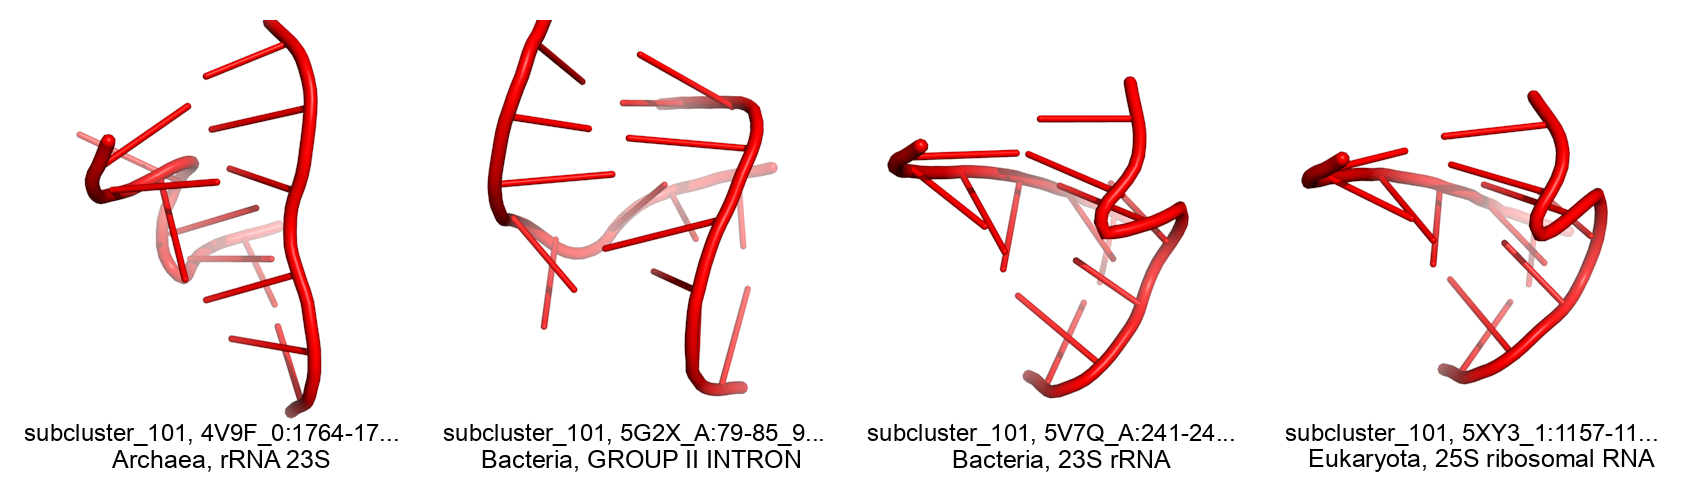 subcluster_101, 4V9F_0:1764-17...
Archaea, rRNA 23S
subcluster_101, 5G2X_A:79-85_9...
Bacteria, GROUP II INTRON
subcluster_101, 5V7Q_A:241-24...
Bacteria, 23S rRNA
subcluster_101, 5XY3_1:1157-11...
Eukaryota, 25S ribosomal RNA